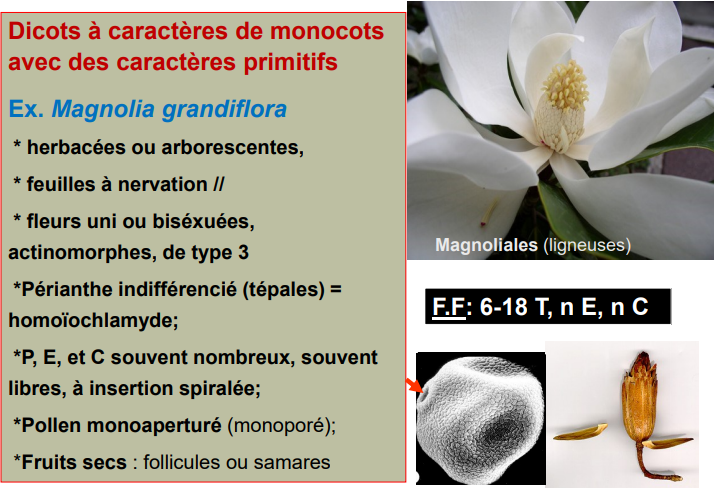 Dicots à caractères de monocots
avec des caractères primitifs
Ex. Magnolia grandiflora
* herbacées ou arborescentes,
* feuilles à nervation //
* fleurs uni ou biséxuées,
actinomorphes, de type 3
*Périanthe indifférencié (tépales) =
homoïochlamyde;
*P, E, et C souvent nombreux, souvent
libres, à insertion spiralée;
*Pollen monoaperturé (monoporé);
*Fruits secs : follicules ou samares
Magnoliales (ligneuses)
F.F: 6-18 T, n E, n C